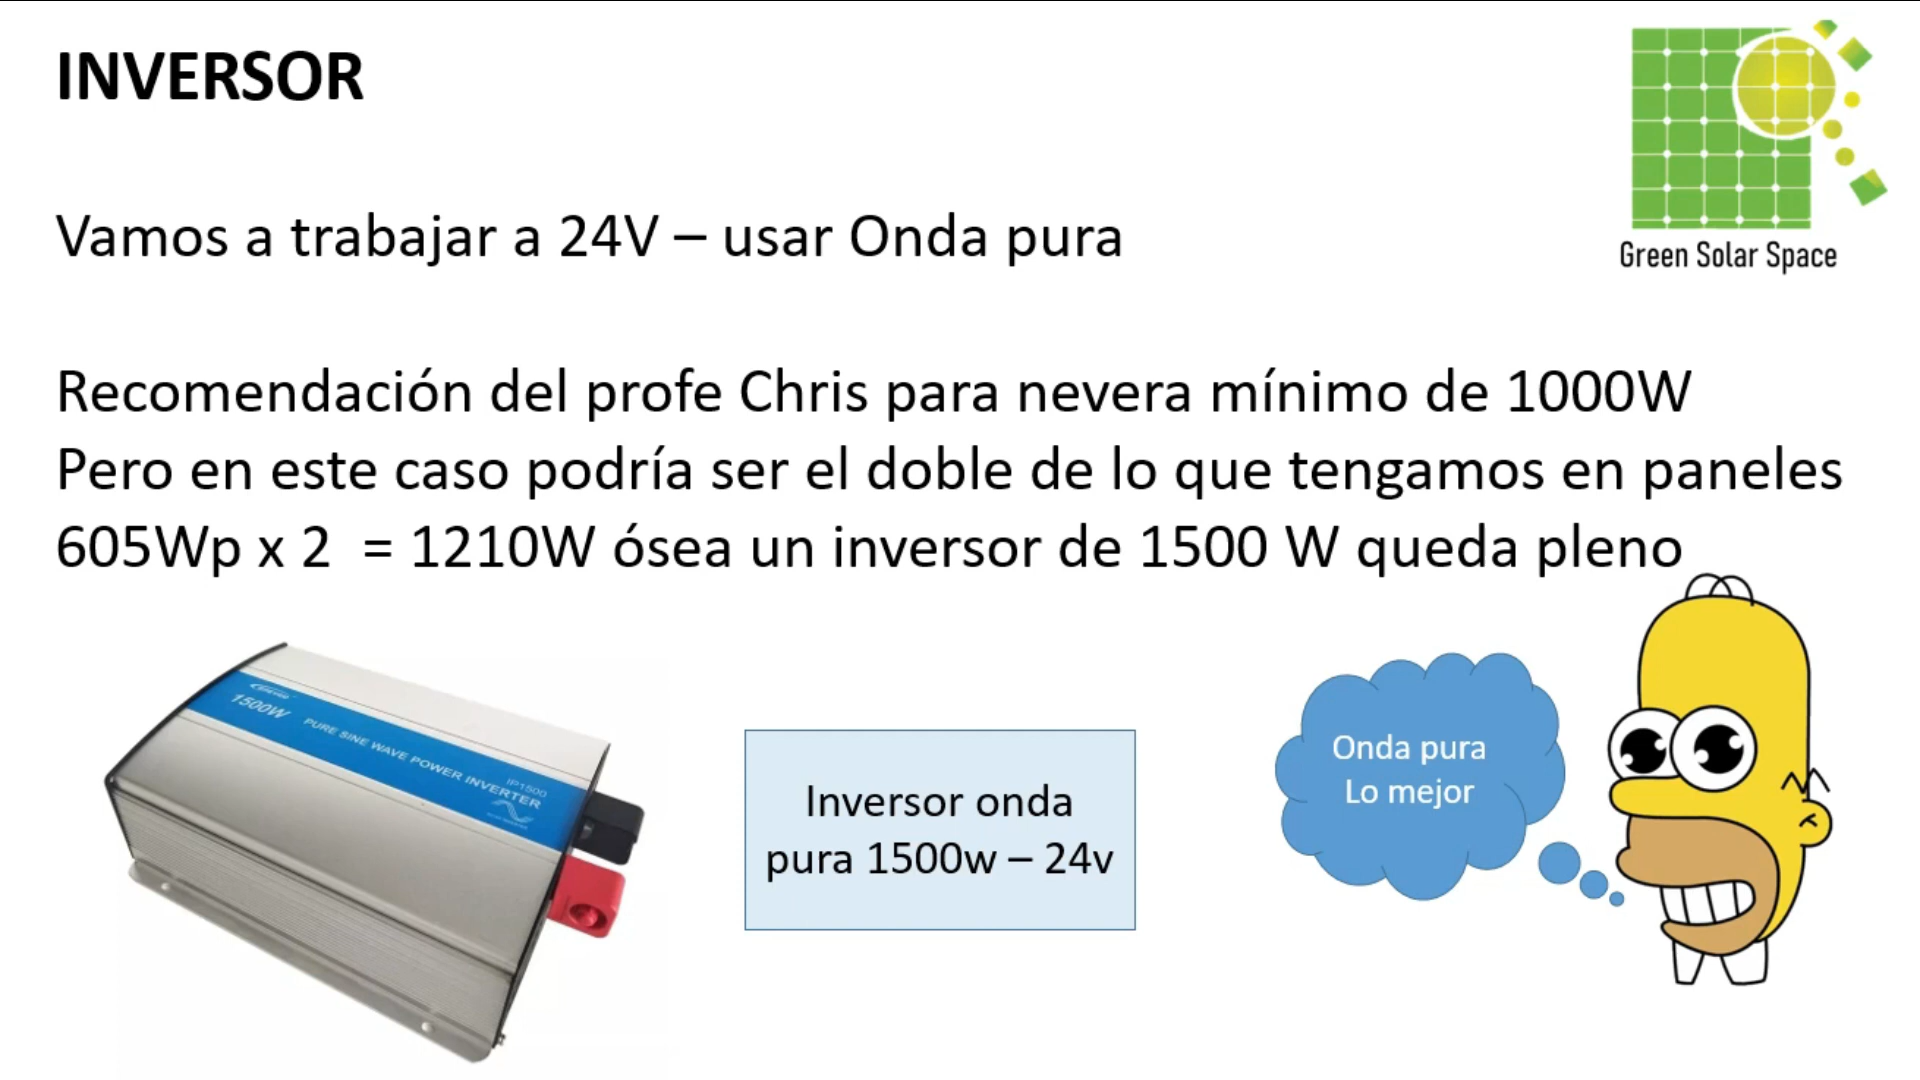 INVERSOR
Green Solar Space
Vamos a trabajar a 24V – usar Onda pura
Recomendación del profe Chris para nevera mínimo de 1000W
Pero en este caso podría ser el doble de lo que tengamos en paneles
605Wp x 2  = 1210W ósea un inversor de 1500 W queda pleno
1500W
PURE SINE WAVE POWER INVERTER
IP1500
Inversor onda
pura 1500w – 24v
Onda pura
Lo mejor